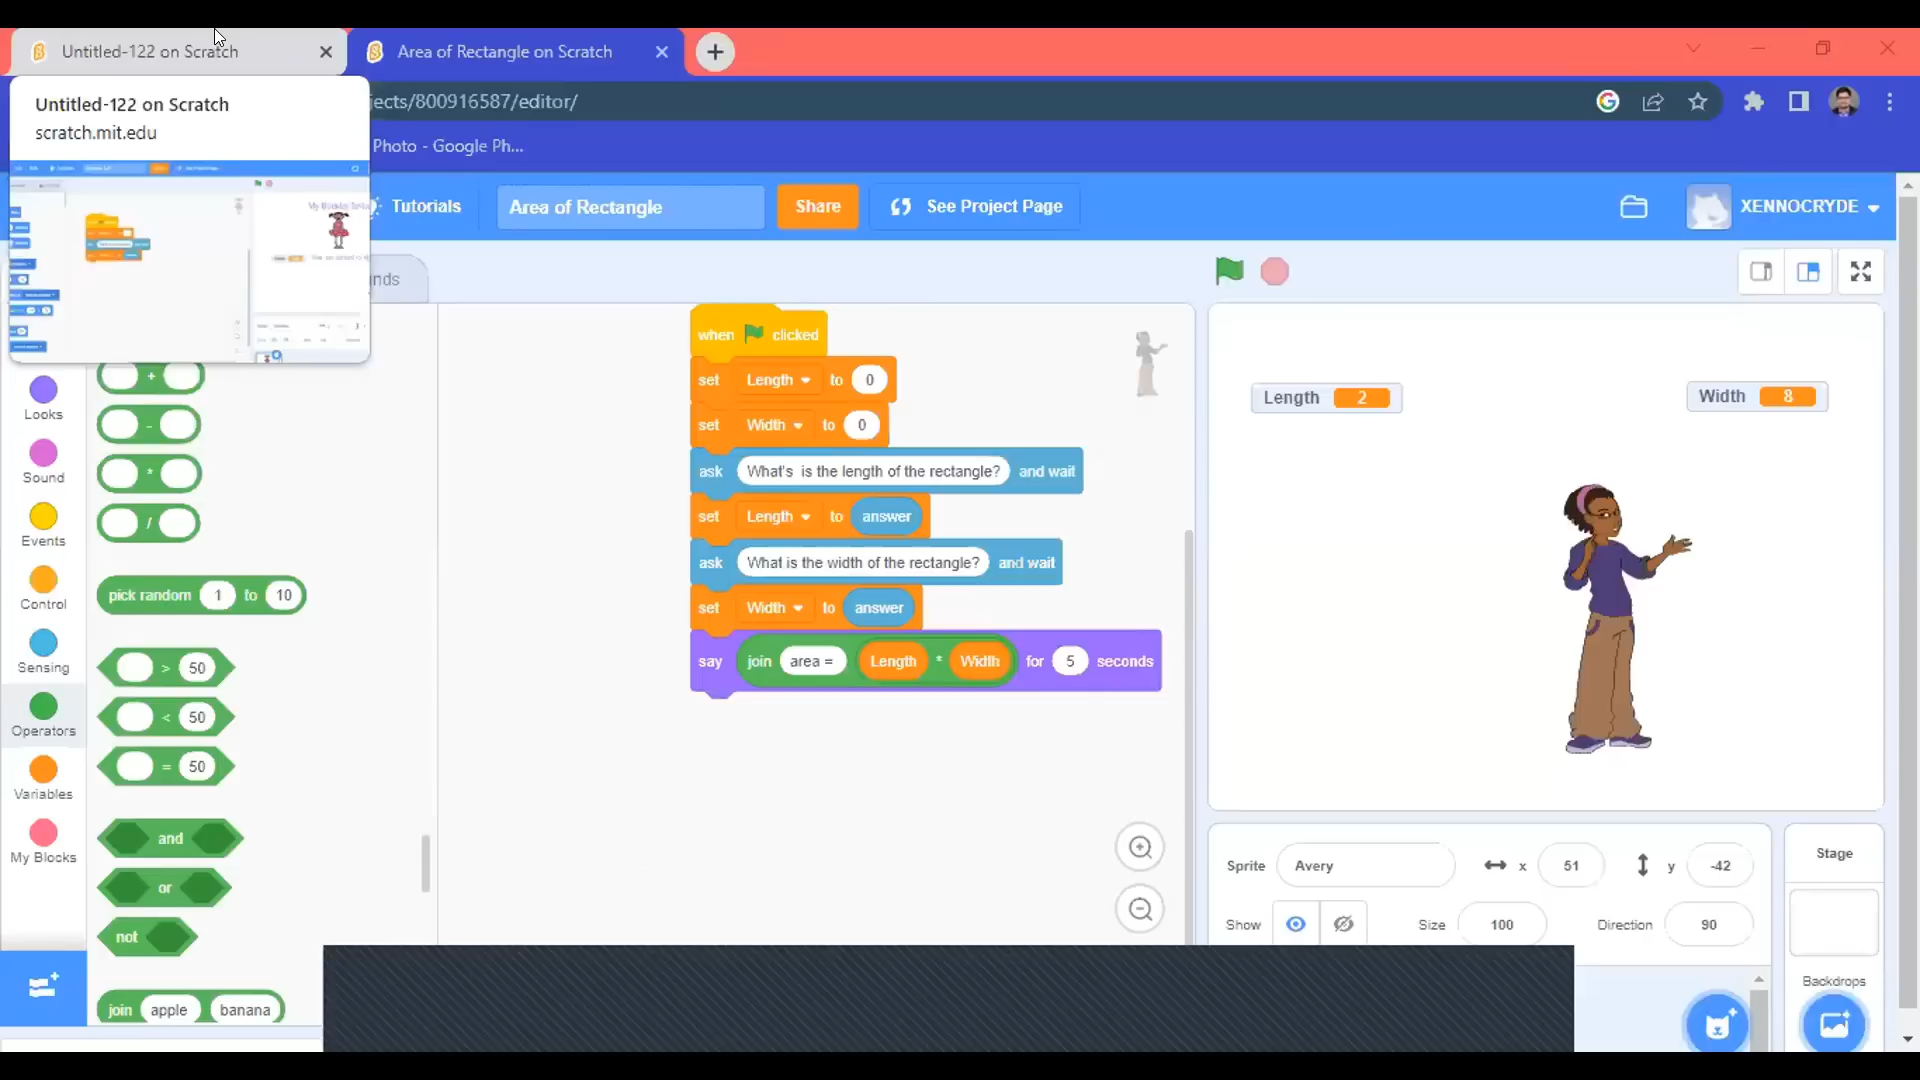 Untitled-122 on Scratch
Area of Rectangle on Scratch
Untitled-122 on Scratch
scratch.mit.edu
jects/800916587/editor/
Photo - Google Ph...
Tutorials
Area of Rectangle
Share
See Project Page
XENNOCRYDE
nds
Looks
Sound
Events
Control
Sensing
Operators
Variables
My Blocks
+
-
*
/
pick random 1 to 10
> 50
< 50
= 50
and
or
not
join apple banana
when clicked
set Length to 0
set Width to 0
ask What's is the length of the rectangle? and wait
set Length to answer
ask What is the width of the rectangle? and wait
set Width to answer
say join area = Length * Width for 5 seconds
Length 2
Width 8
Sprite Avery x 51 y -42
Show Size 100 Direction 90
Stage
Backdrops